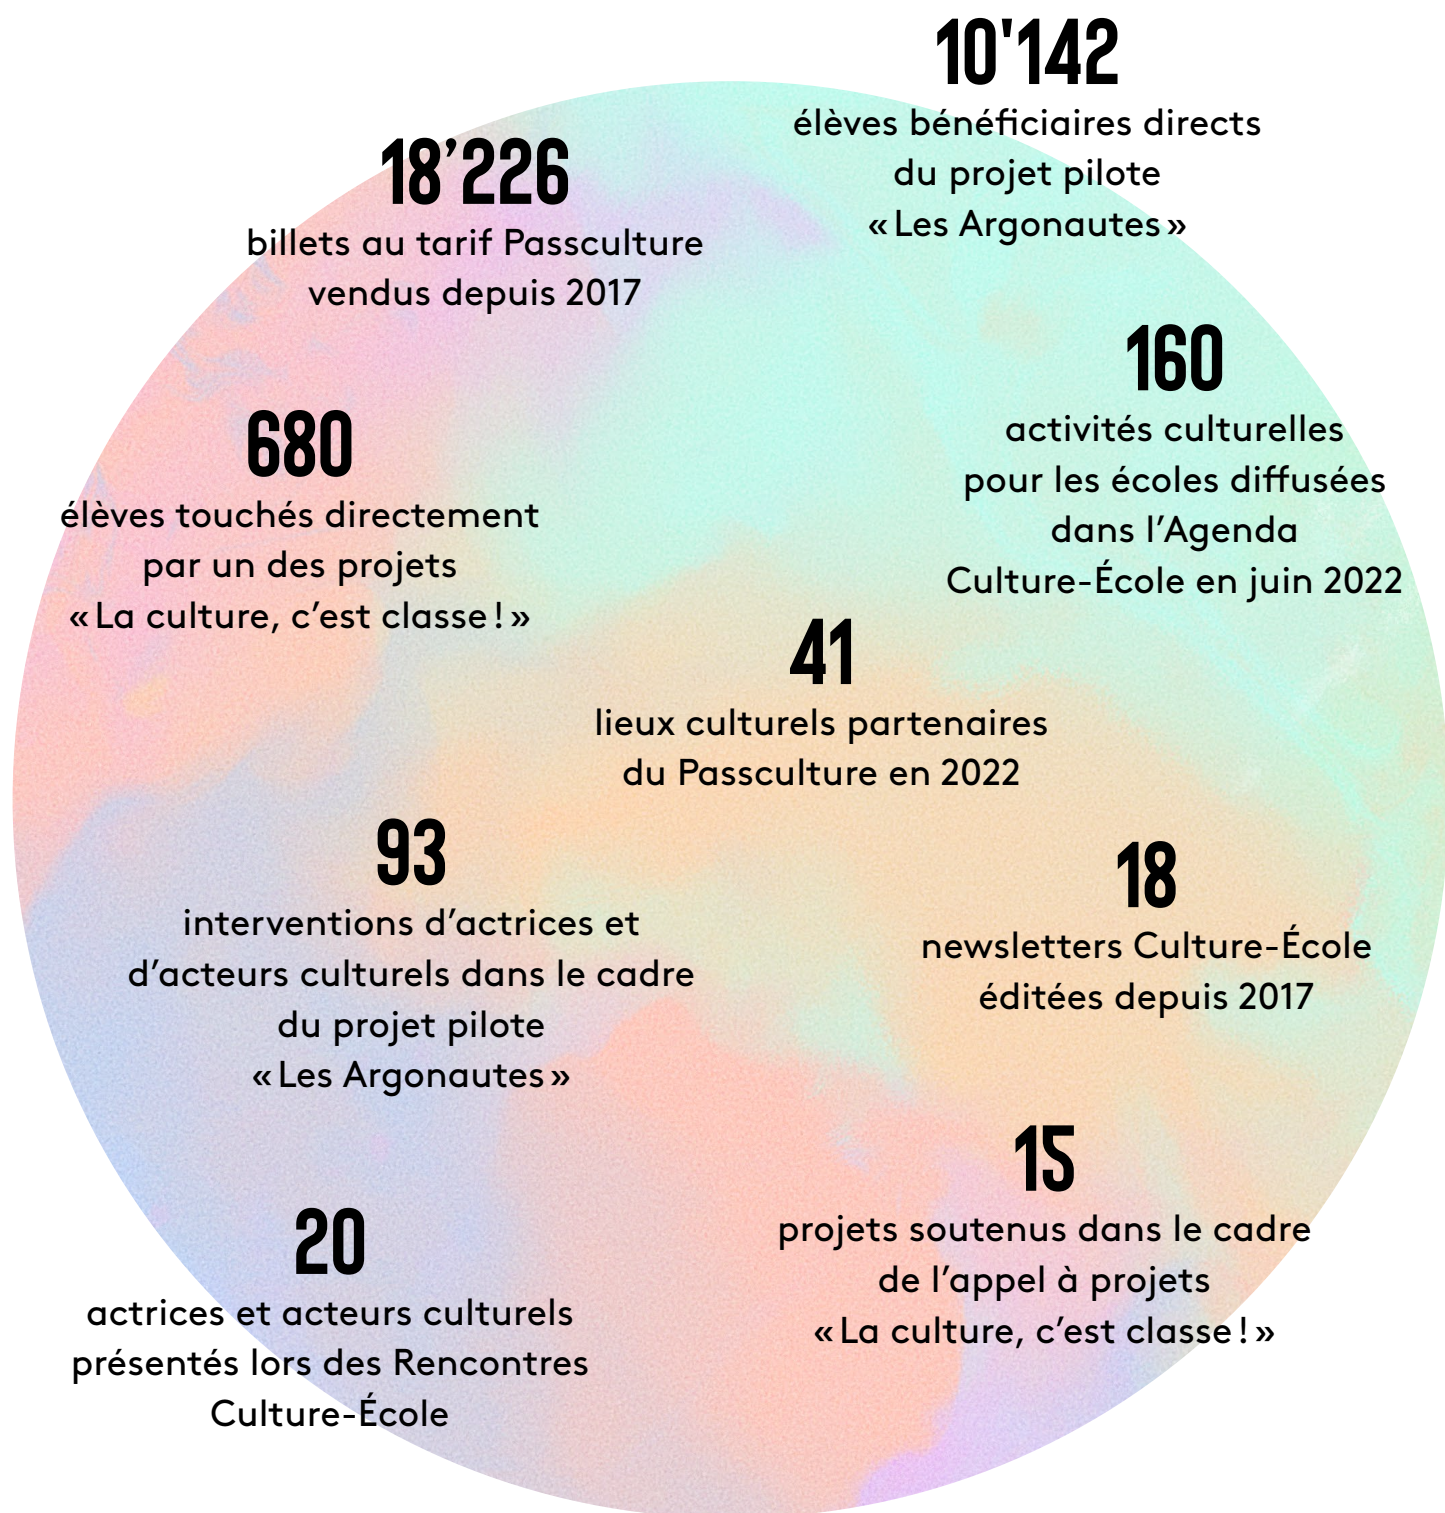 10'142
élèves bénéficiaires directs
du projet pilote
« Les Argonautes »
18’226
billets au tarif Passculture
vendus depuis 2017
160
activités culturelles
pour les écoles diffusées
dans l’Agenda
Culture-École en juin 2022
680
élèves touchés directement
par un des projets
« La culture, c’est classe ! »
41
lieux culturels partenaires
du Passculture en 2022
93
interventions d’actrices et
d’acteurs culturels dans le cadre
du projet pilote
« Les Argonautes »
18
newsletters Culture-École
éditées depuis 2017
15
projets soutenus dans le cadre
de l’appel à projets
« La culture, c’est classe ! »
20
actrices et acteurs culturels
présentés lors des Rencontres
Culture-École